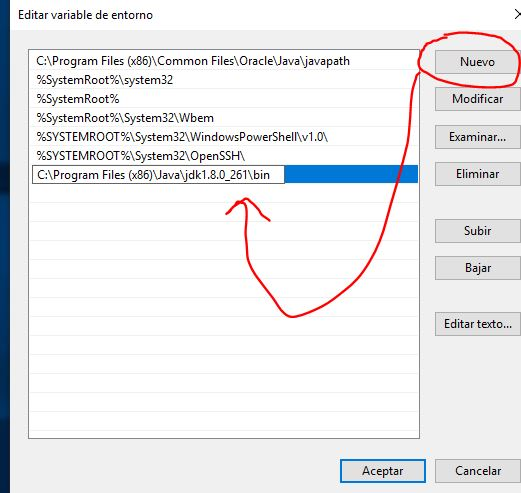 Editar variable de entorno
C:\Program Files (x86)\Common Files\Oracle\Java\javapath
%SystemRoot%\system32
%SystemRoot%
%SystemRoot%\System32\Wbem
%SYSTEMROOT%\System32\WindowsPowerShell\v1.0\
%SYSTEMROOT%\System32\OpenSSH\
C:\Program Files (x86)\Java\jdk1.8.0_261\bin
Nuevo
Modificar
Examinar...
Eliminar
Subir
Bajar
Editar texto...
Aceptar
Cancelar